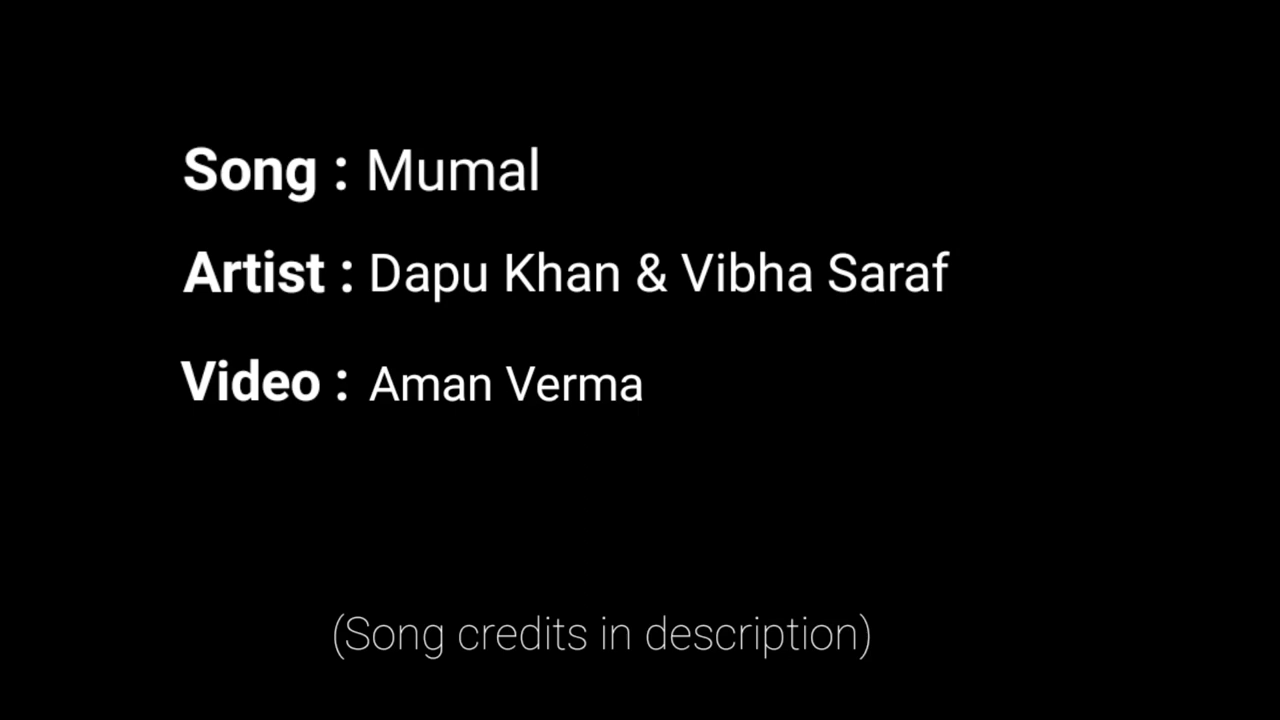 Song : Mumal
Artist : Dapu Khan & Vibha Saraf
Video : Aman Verma
(Song credits in description)